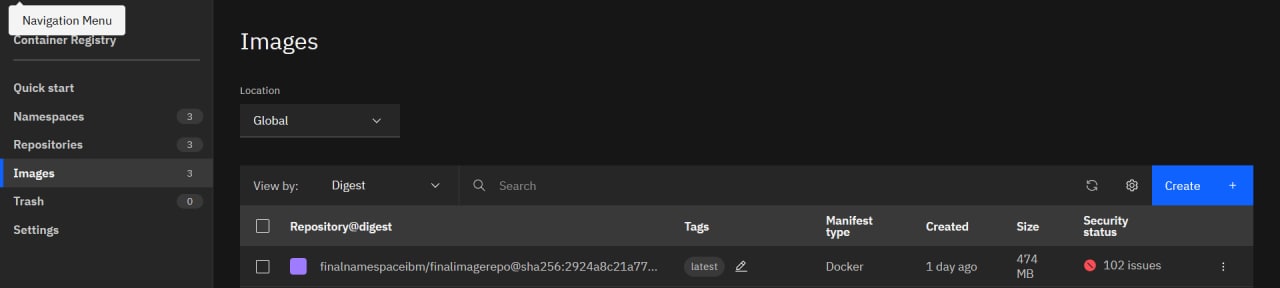 Navigation Menu
Container Registry
Quick start
Namespaces 3
Repositories 3
Images 3
Trash 0
Settings
Images
Location
Global
View by: Digest Search Create +
Repository@digest Tags Manifest type Created Size Security status
finalnamespaceibm/finalimagerepo@sha256:2924a8c21a77... latest Docker 1 day ago 474 MB 102 issues